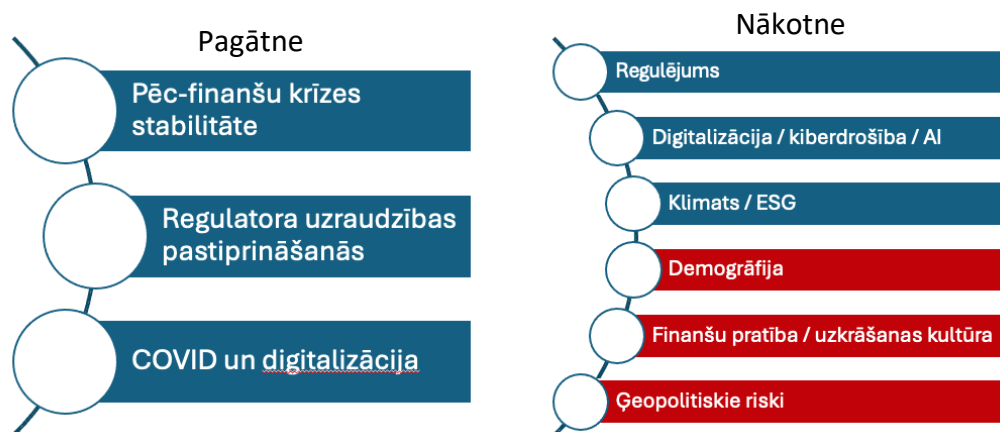 Pagātne
Pēc-finanšu krīzes
stabilitāte
Regulatora uzraudzības
pastiprināšanās
COVID un digitalizācija
Nākotne
Regulējums
Digitalizācija / kiberdrošība / AI
Klimats / ESG
Demogrāfija
Finanšu pratība / uzkrāšanas kultūra
Ģeopolitiskie riski